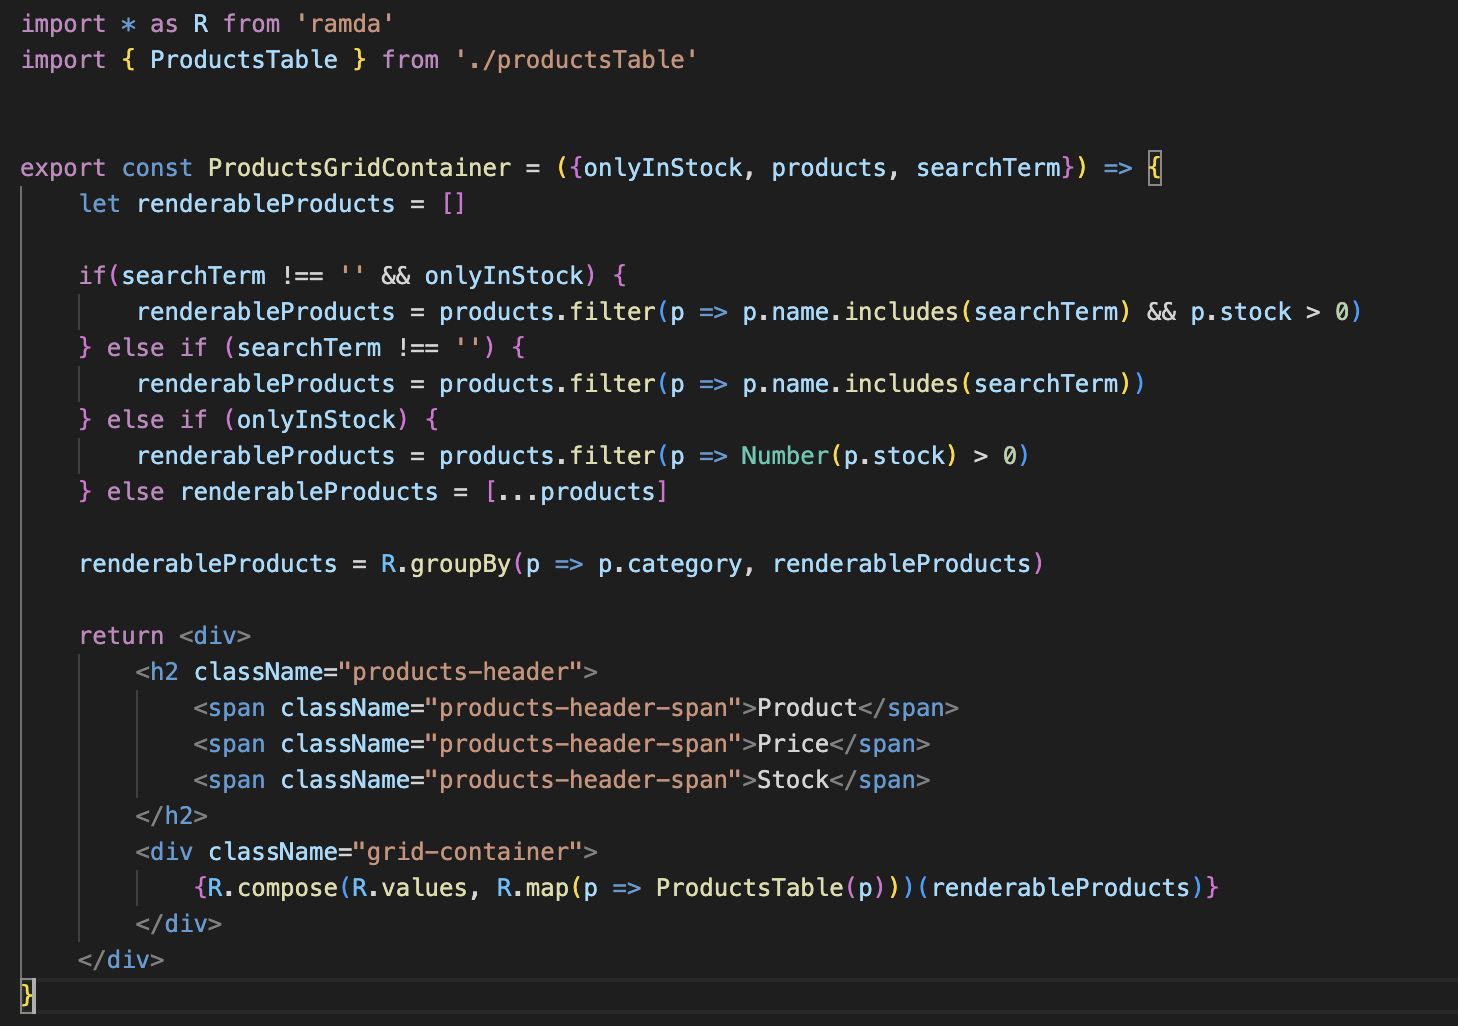 import * as R from 'ramda'
import { ProductsTable } from './productsTable'
export const ProductsGridContainer = ({onlyInStock, products, searchTerm}) => {
let renderableProducts = []
if(searchTerm !== '' && onlyInStock) {
renderableProducts = products.filter(p => p.name.includes(searchTerm) && p.stock > 0)
} else if (searchTerm !== '') {
renderableProducts = products.filter(p => p.name.includes(searchTerm))
} else if (onlyInStock) {
renderableProducts = products.filter(p => Number(p.stock) > 0)
} else renderableProducts = [...products]
renderableProducts = R.groupBy(p => p.category, renderableProducts)
return <div>
<h2 className="products-header">
<span className="products-header-span">Product</span>
<span className="products-header-span">Price</span>
<span className="products-header-span">Stock</span>
</h2>
<div className="grid-container">
{R.compose(R.values, R.map(p => ProductsTable(p)))(renderableProducts)}
</div>
</div>
}